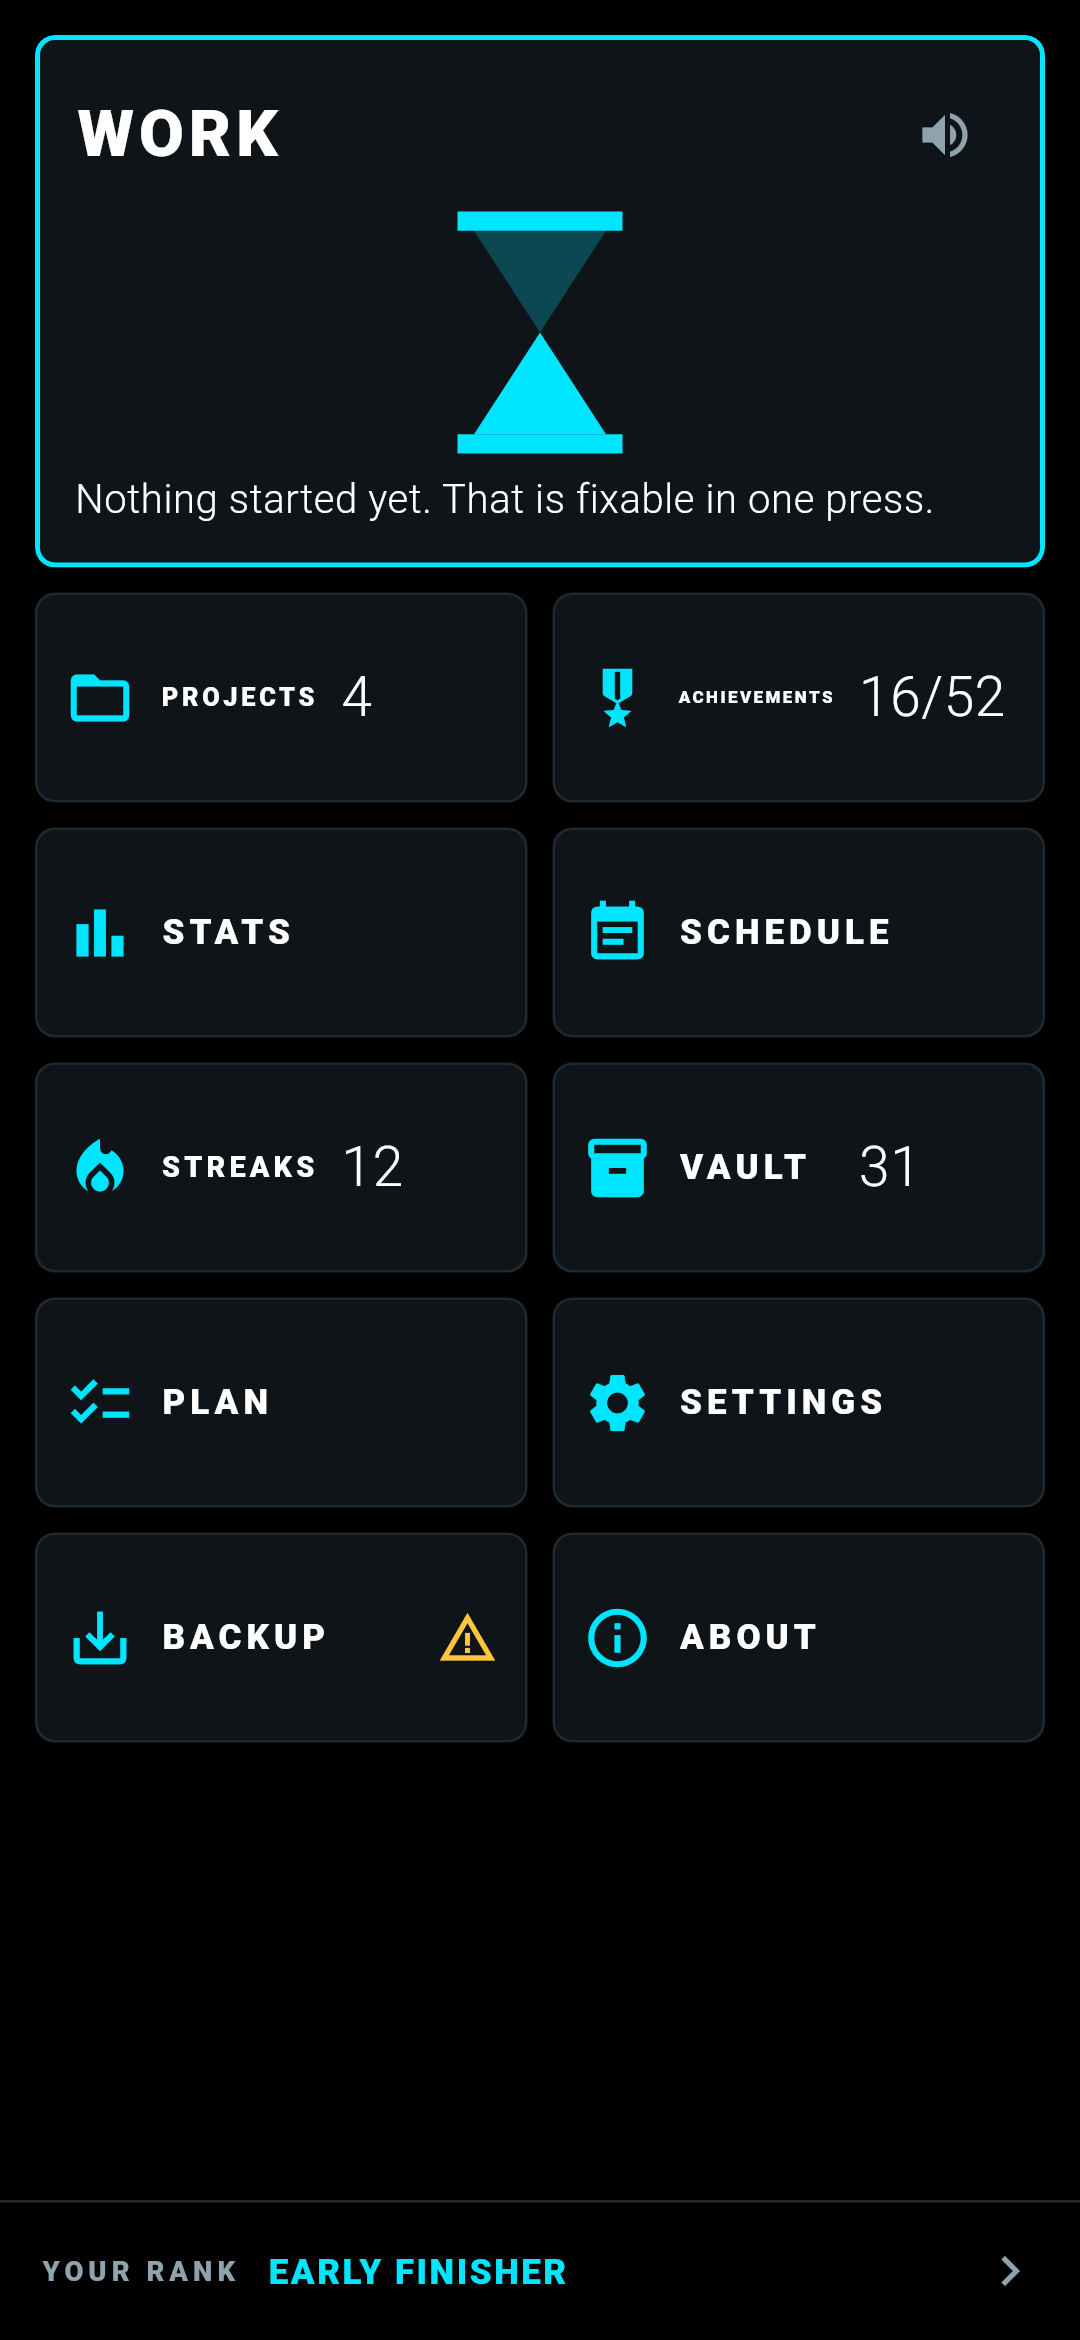 WORK
Nothing started yet. That is fixable in one press.
PROJECTS 4
ACHIEVEMENTS 16/52
STATS
SCHEDULE
STREAKS 12
VAULT 31
PLAN
SETTINGS
BACKUP
ABOUT
YOUR RANK EARLY FINISHER